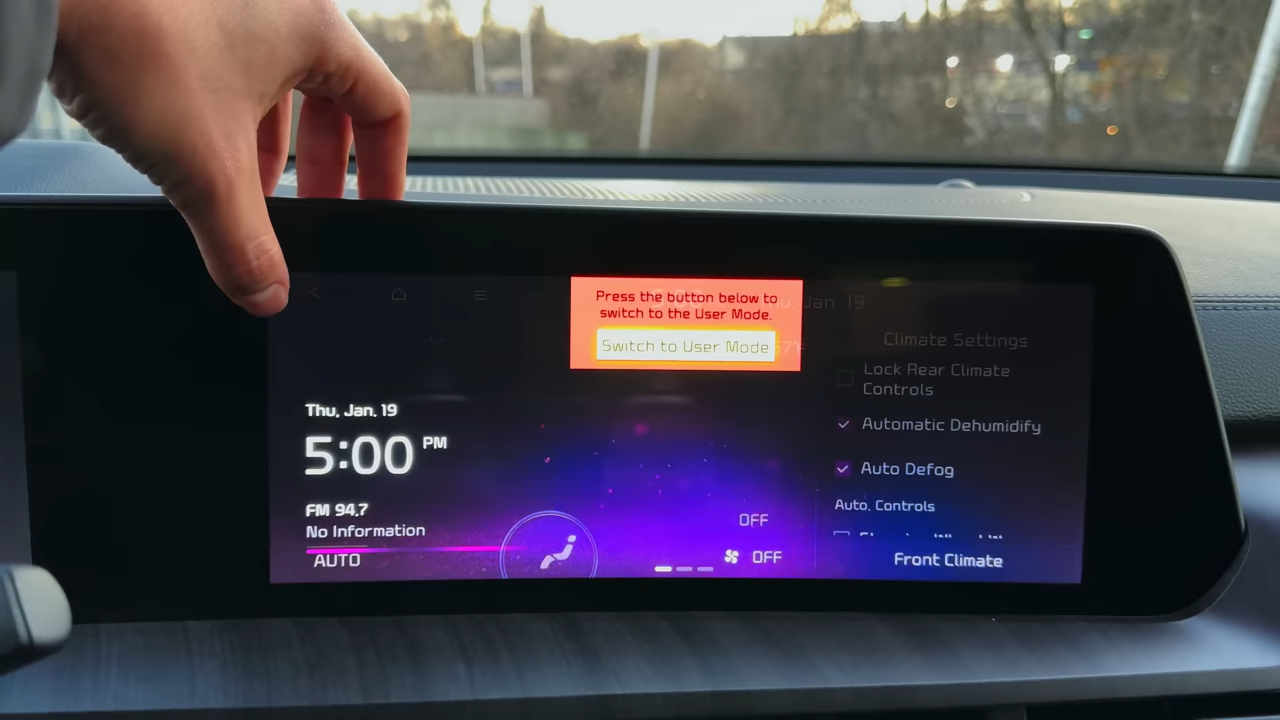 Press the button below to
switch to the User Mode.
Switch to User Mode
Jan 19
Climate Settings
Lock Rear Climate
Controls
Automatic Dehumidify
Auto Defog
Auto. Controls
Front Climate
Thu, Jan. 19
5:00 PM
FM 94.7
No Information
AUTO
OFF
OFF